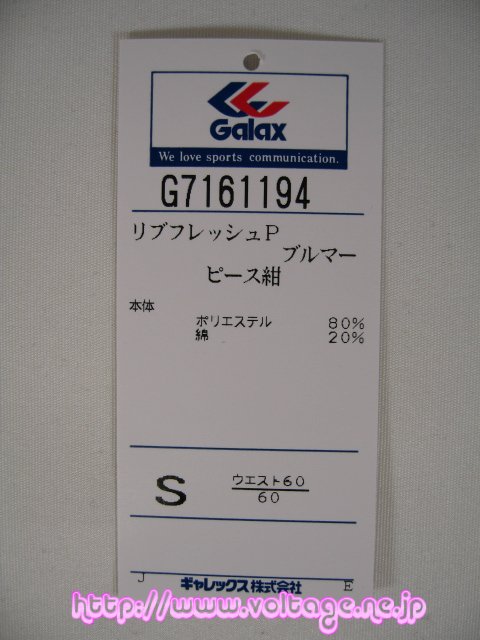 Galax
We love sports communication.
G7161194
リブフレッシュP
ブルマー
ピース紺
本体
ポリエステル 80%
綿 20%
S
ウエスト60
60
J E
ギャレックス株式会社
http://www.voltage.ne.jp